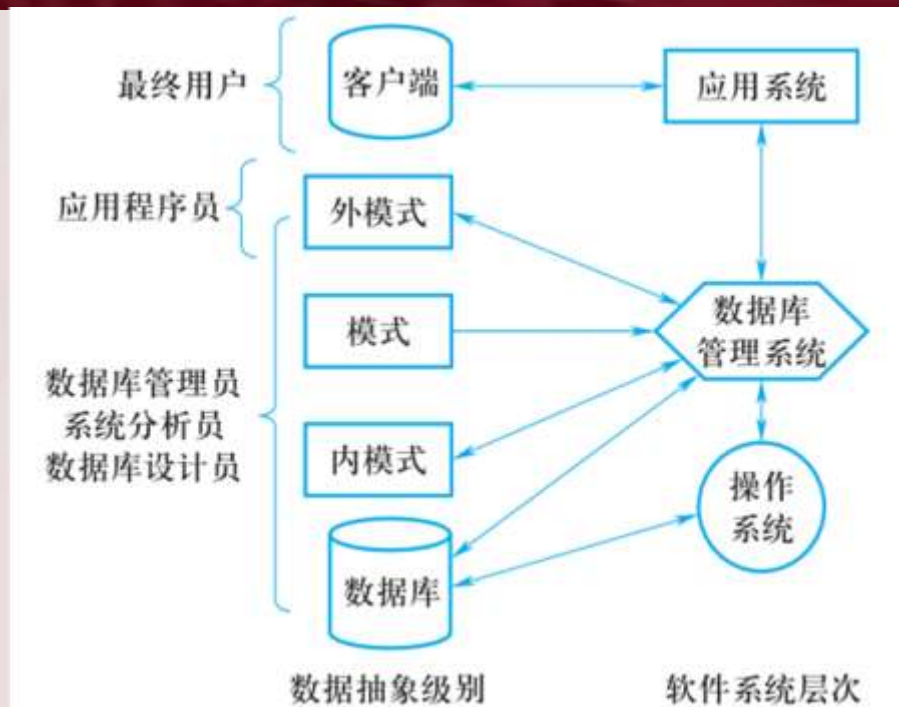 最终用户
客户端
应用系统
应用程序员
外模式
模式
数据库
管理系统
数据库管理员
系统分析员
数据库设计员
内模式
操作
系统
数据库
数据抽象级别
软件系统层次